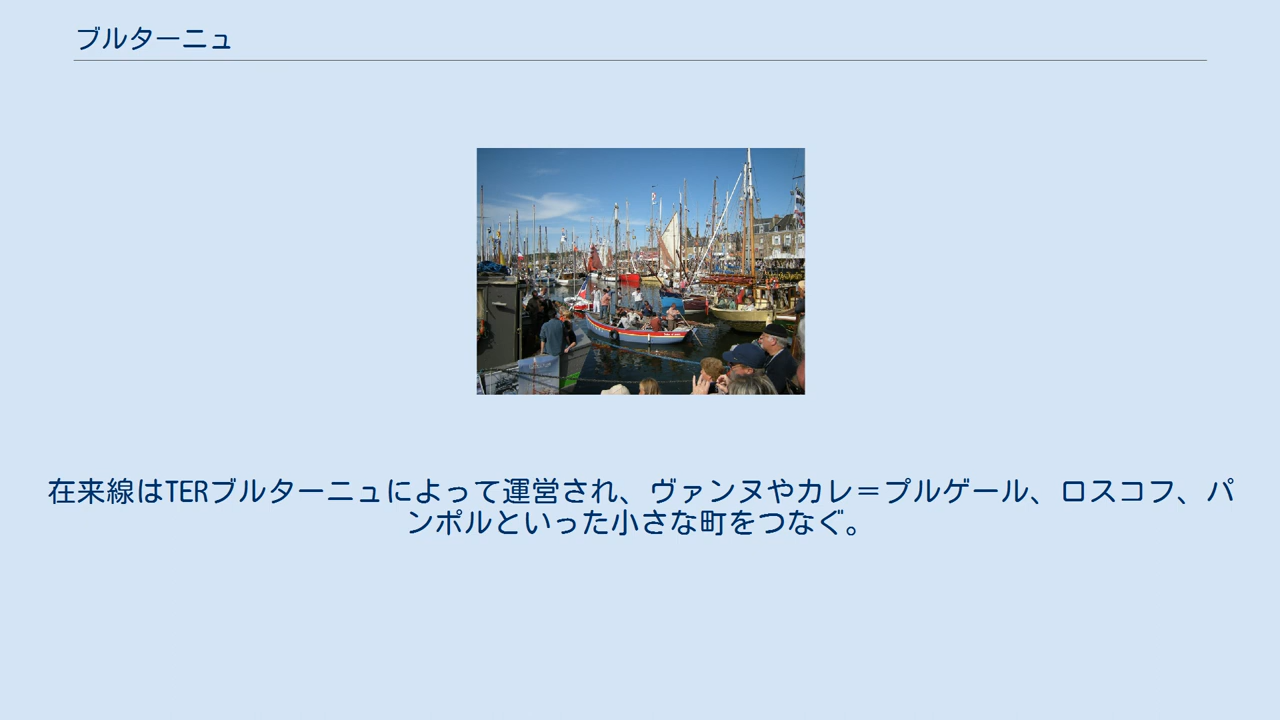 ブルターニュ
在来線はTERブルターニュによって運営され、ヴァンヌやカレ＝プルゲール、ロスコフ、パ
ンポルといった小さな町をつなぐ。